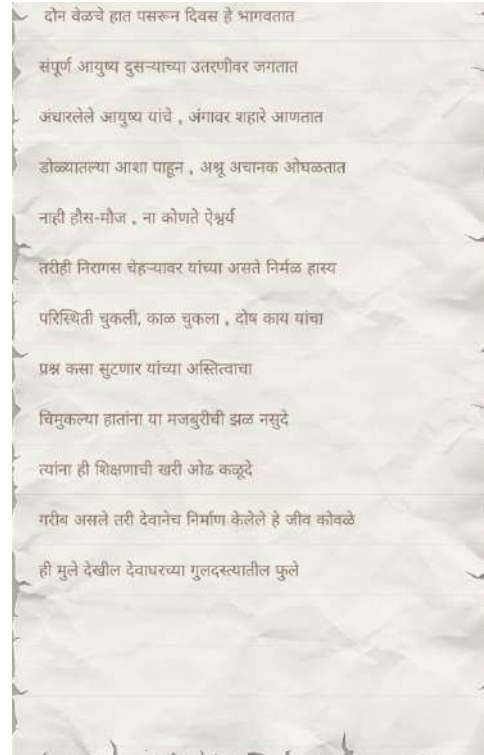 दोन वेळचे हात पसरून दिवस हे भागवतात
संपूर्ण आयुष्य दुसऱ्याच्या उतरणीवर जगतात
अंधारलेले आयुष्य यांचे , अंगावर शहारे आणतात
डोळ्यातल्या आशा पाहून , अश्रू अचानक ओघळतात
नाही हौस-मौज , ना कोणते ऐश्वर्य
तरीही निरागस चेहऱ्यावर यांच्या असते निर्मळ हास्य
परिस्थिती चुकली, काळ चुकला , दोष काय यांचा
प्रश्न कसा सुटणार यांच्या अस्तित्वाचा
चिमुकल्या हातांना या मजबुरीची झळ नसुदे
त्यांना ही शिक्षणाची खरी ओढ कळूदे
गरीब असले तरी देवानेच निर्माण केलेले हे जीव कोवळे
ही मुले देखील देवाघरच्या गुलदस्त्यातील फुले